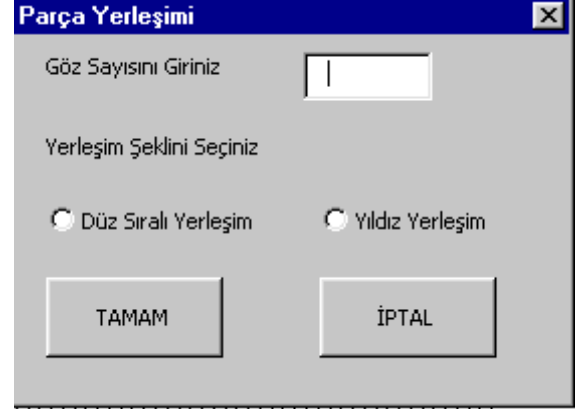 Parça Yerleşimi
Göz Sayısını Giriniz
Yerleşim Şeklini Seçiniz
Düz Sıralı Yerleşim Yıldız Yerleşim
TAMAM İPTAL